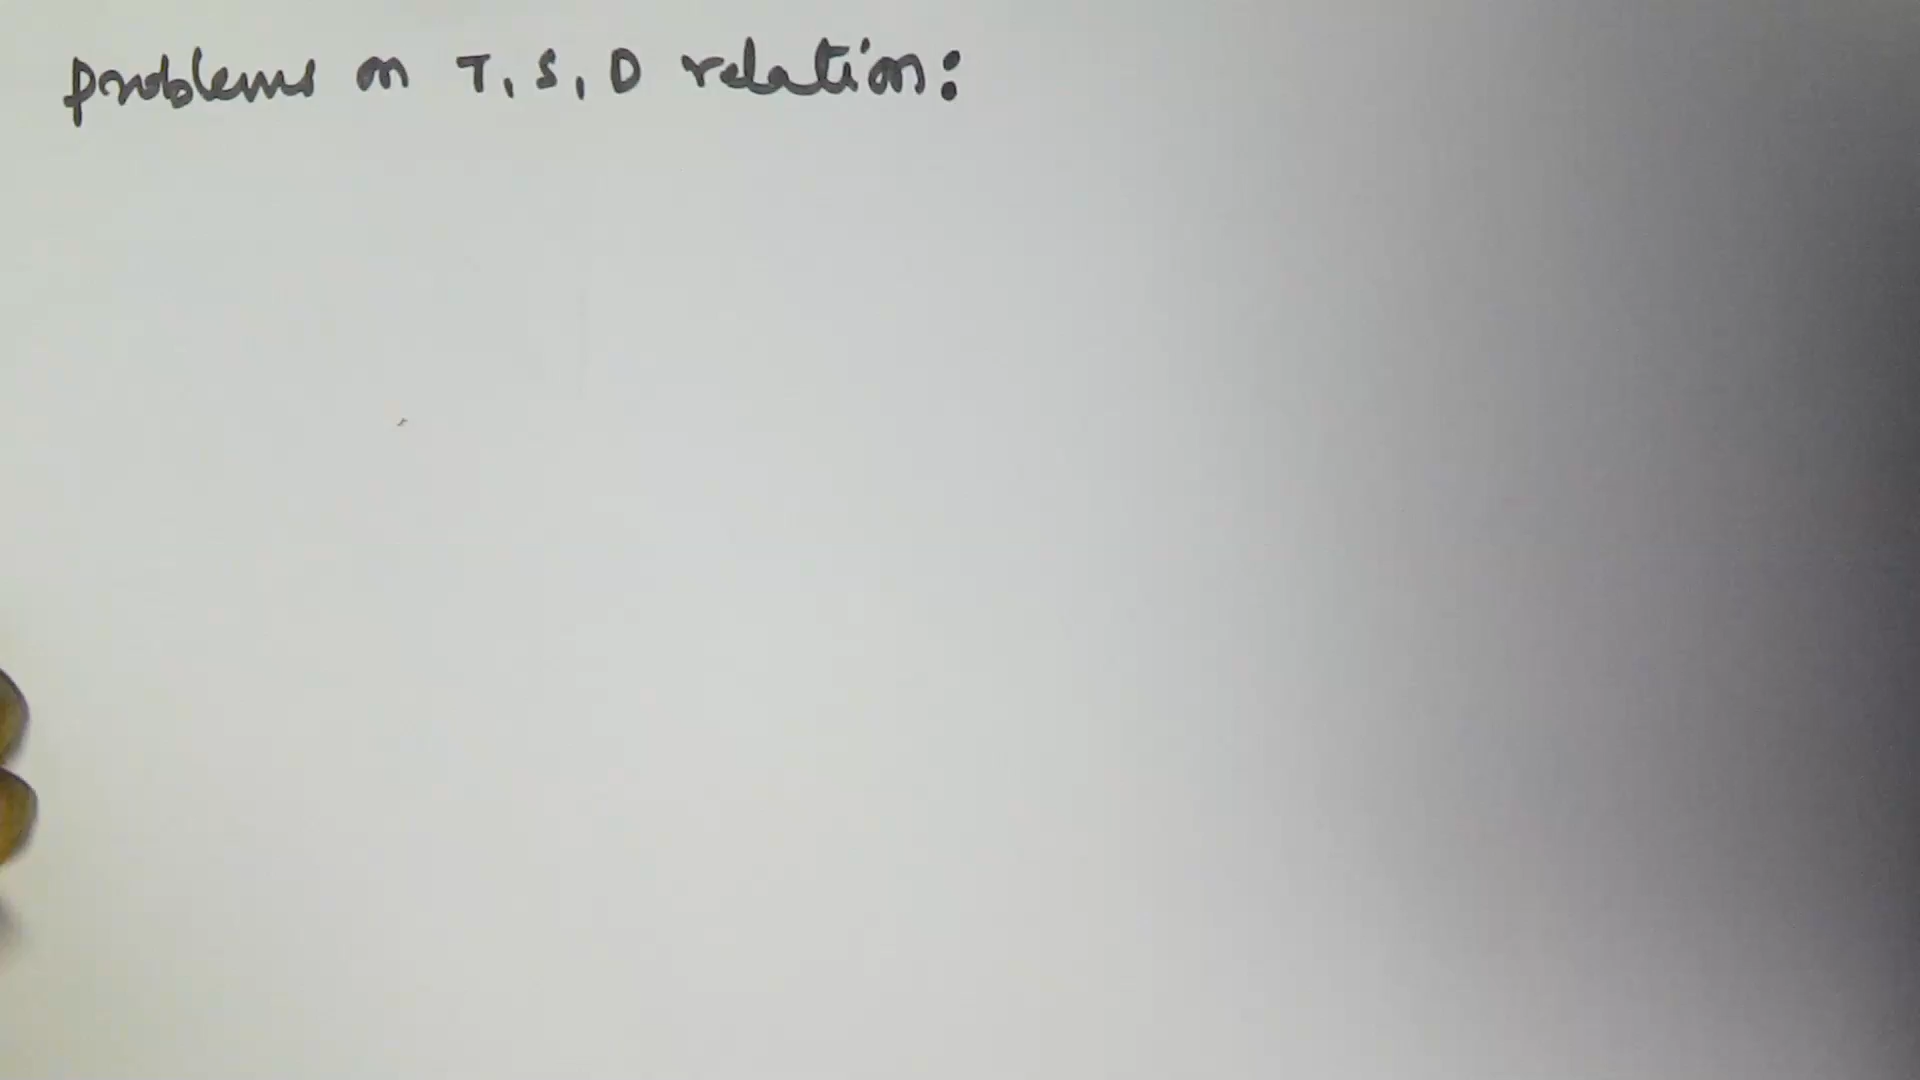 problems on T, S, D relation: